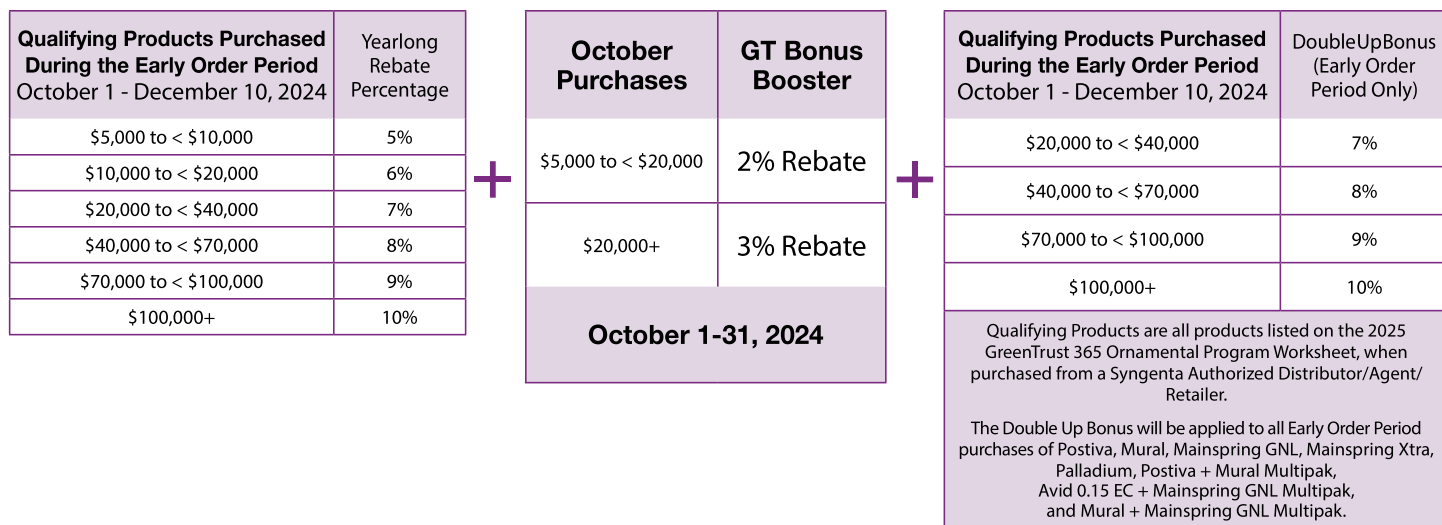 Qualifying Products Purchased
During the Early Order Period
October 1 - December 10, 2024
Yearlong
Rebate
Percentage
$5,000 to < $10,000
5%
$10,000 to < $20,000
6%
$20,000 to < $40,000
7%
$40,000 to < $70,000
8%
$70,000 to < $100,000
9%
$100,000+
10%
+
October
Purchases
GT Bonus
Booster
$5,000 to < $20,000
2% Rebate
$20,000+
3% Rebate
October 1-31, 2024
+
Qualifying Products Purchased
During the Early Order Period
October 1 - December 10, 2024
DoubleUpBonus
(Early Order
Period Only)
$20,000 to < $40,000
7%
$40,000 to < $70,000
8%
$70,000 to < $100,000
9%
$100,000+
10%
Qualifying Products are all products listed on the 2025
GreenTrust 365 Ornamental Program Worksheet, when
purchased from a Syngenta Authorized Distributor/Agent/
Retailer.
The Double Up Bonus will be applied to all Early Order Period
purchases of Postiva, Mural, Mainspring GNL, Mainspring Xtra,
Palladium, Postiva + Mural Multipak,
Avid 0.15 EC + Mainspring GNL Multipak,
and Mural + Mainspring GNL Multipak.